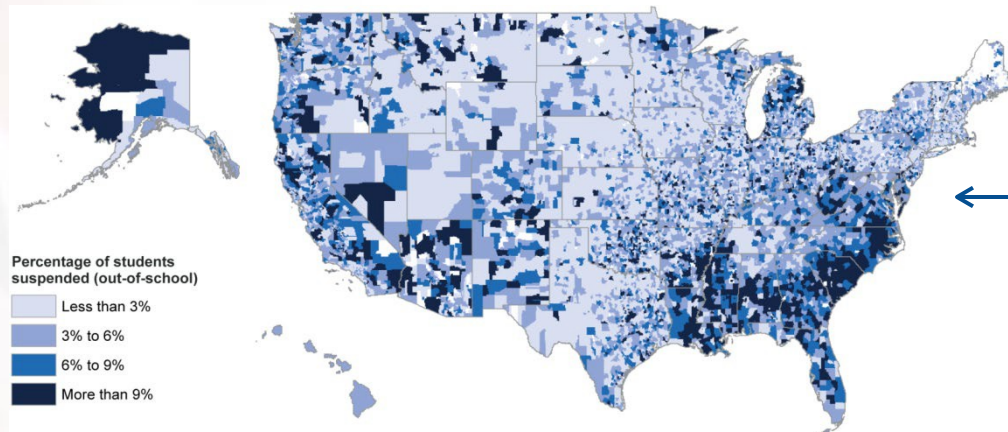 Percentage of students
suspended (out-of-school)
Less than 3%
3% to 6%
6% to 9%
More than 9%